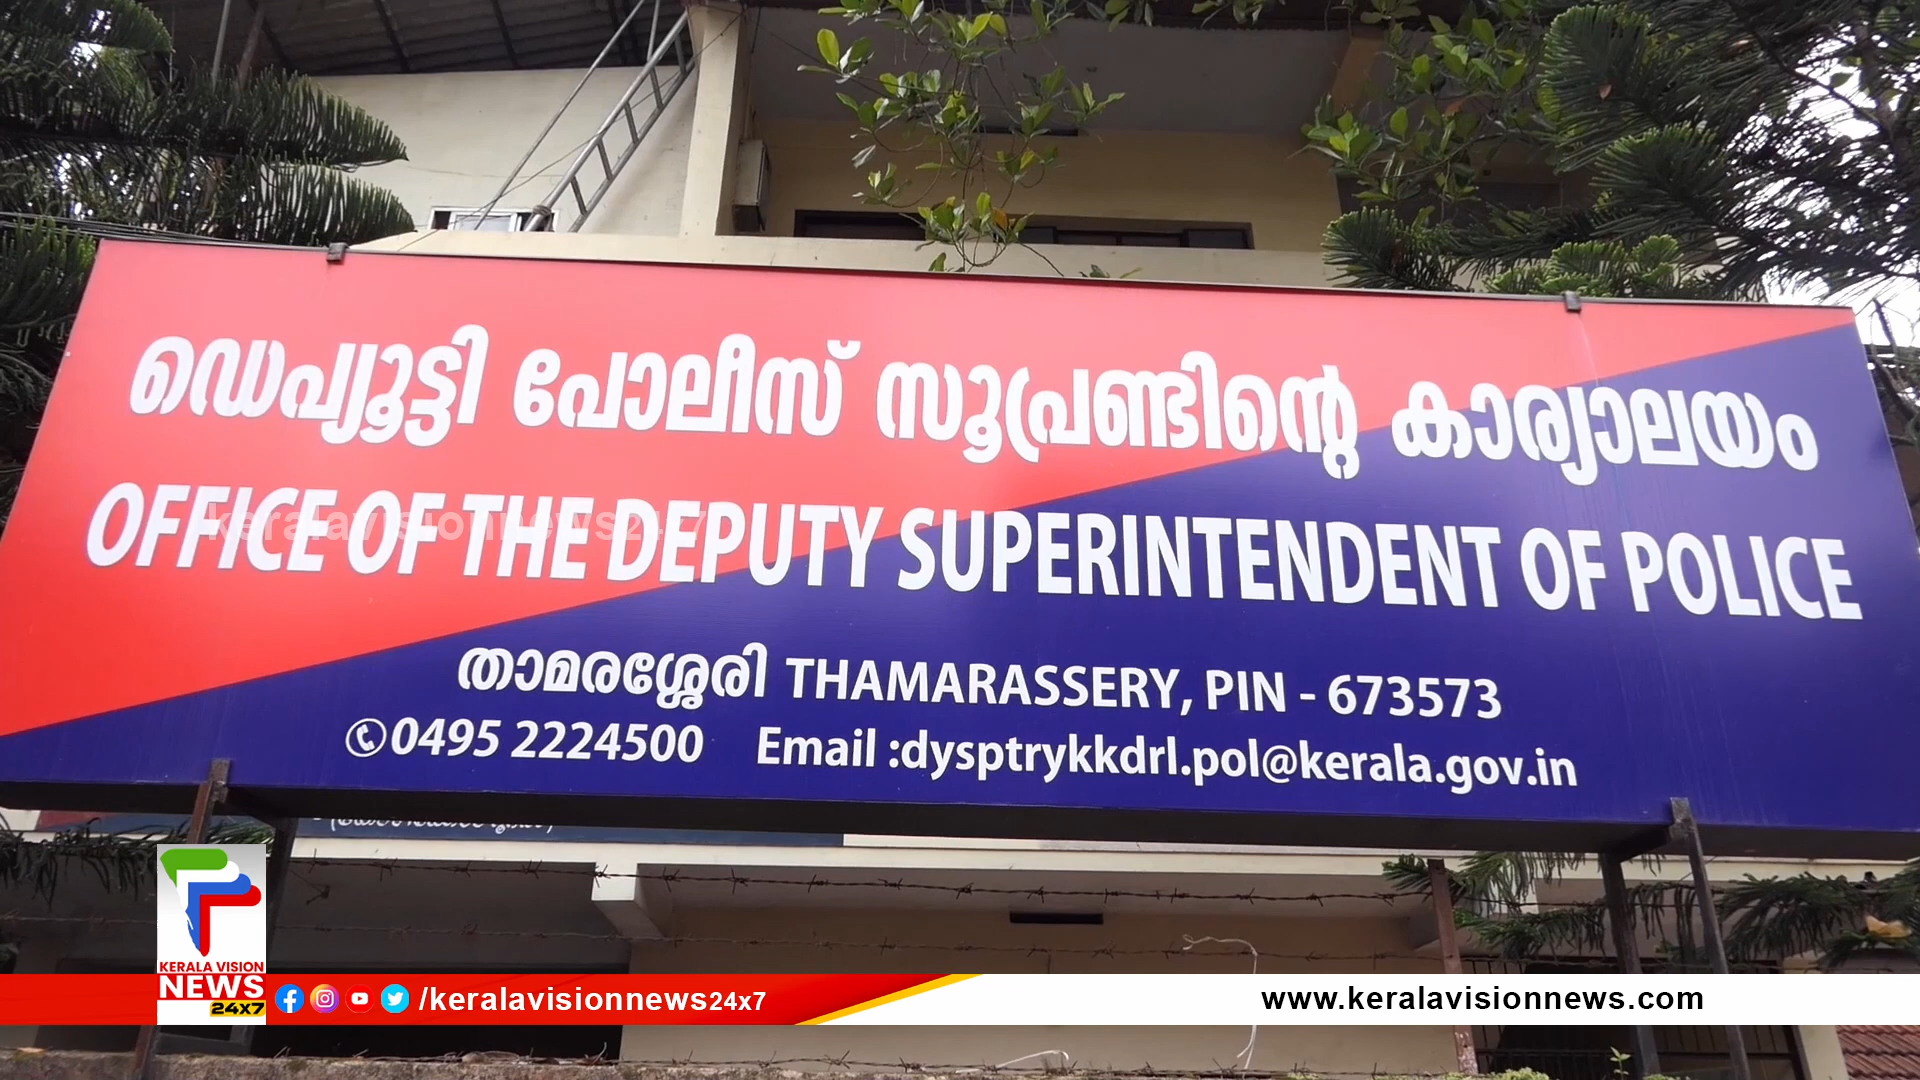 ഡെപ്യൂട്ടി പോലീസ് സൂപ്രണ്ടിന്റെ കാര്യാലയം
OFFICE OF THE DEPUTY SUPERINTENDENT OF POLICE
/keralavisionnews24x7
താമരശ്ശേരി THAMARASSERY, PIN - 673573
0495 2224500 Email :dysptrykkdrl.pol@kerala.gov.in
KERALA VISION
NEWS
24x7
/keralavisionnews24x7
www.keralavisionnews.com